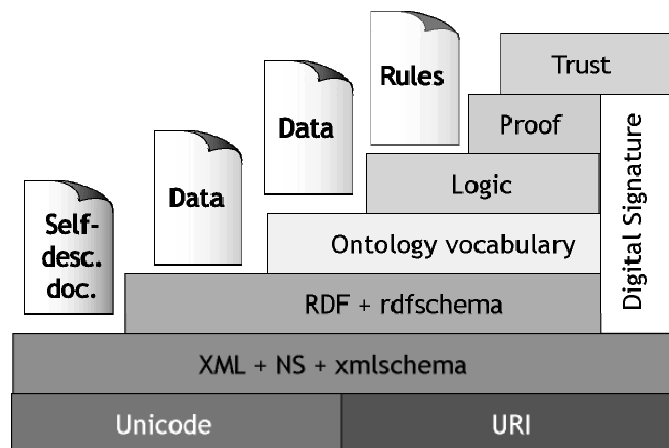 Rules
Trust
Data
Proof
Data
Logic
Self-
desc.
doc.
Ontology vocabulary
Digital Signature
RDF + rdfschema
XML + NS + xmlschema
Unicode
URI